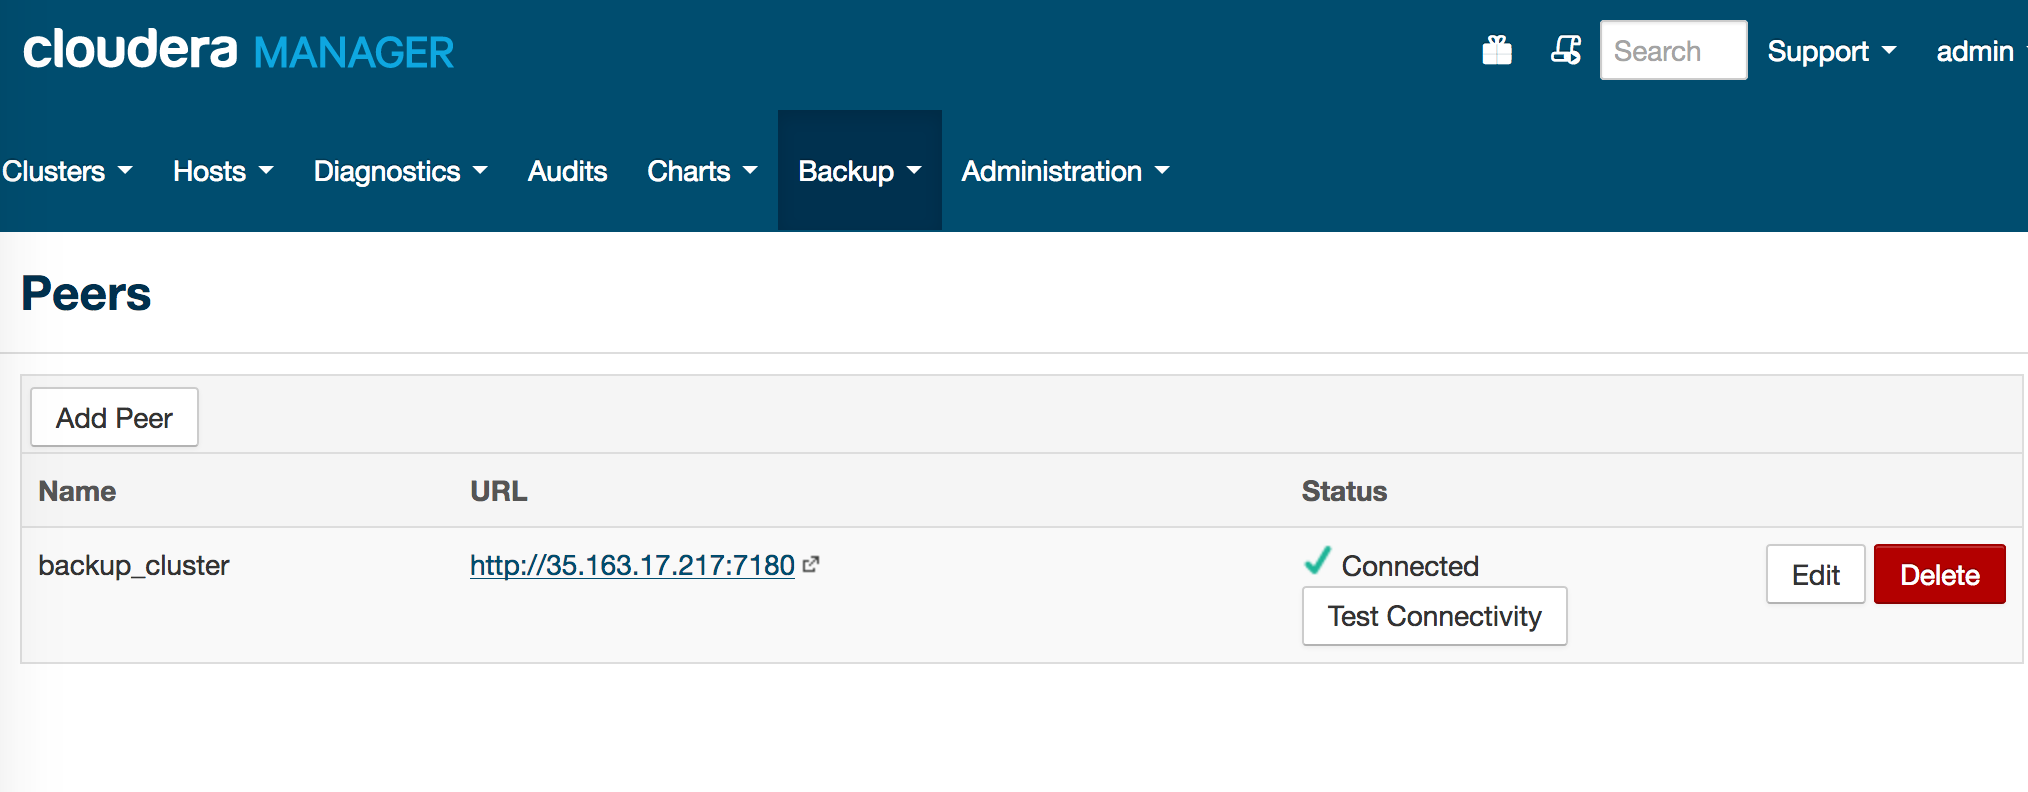 cloudera MANAGER
Search
Support
admin
Clusters
Hosts
Diagnostics
Audits
Charts
Backup
Administration
Peers
Add Peer
Name
URL
Status
backup_cluster
http://35.163.17.217:7180
Connected
Edit
Delete
Test Connectivity